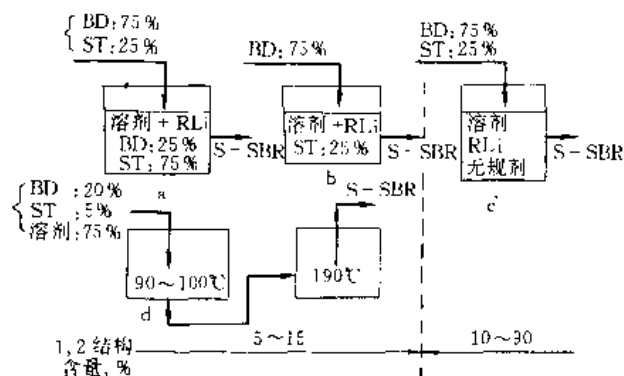 BD:75%
ST:25%
BD:75%
BD:75%
ST:25%
溶剂+RLi
BD:25%
ST:75%
S-SBR
a
溶剂+RLi
ST:25%
S-SBR
b
溶剂
RLi
无规剂
S-SBR
c
BD:20%
ST:5%
溶剂:75%
90~100℃
d
190℃
S-SBR
1,2结构
含量,%
5~15
10~90